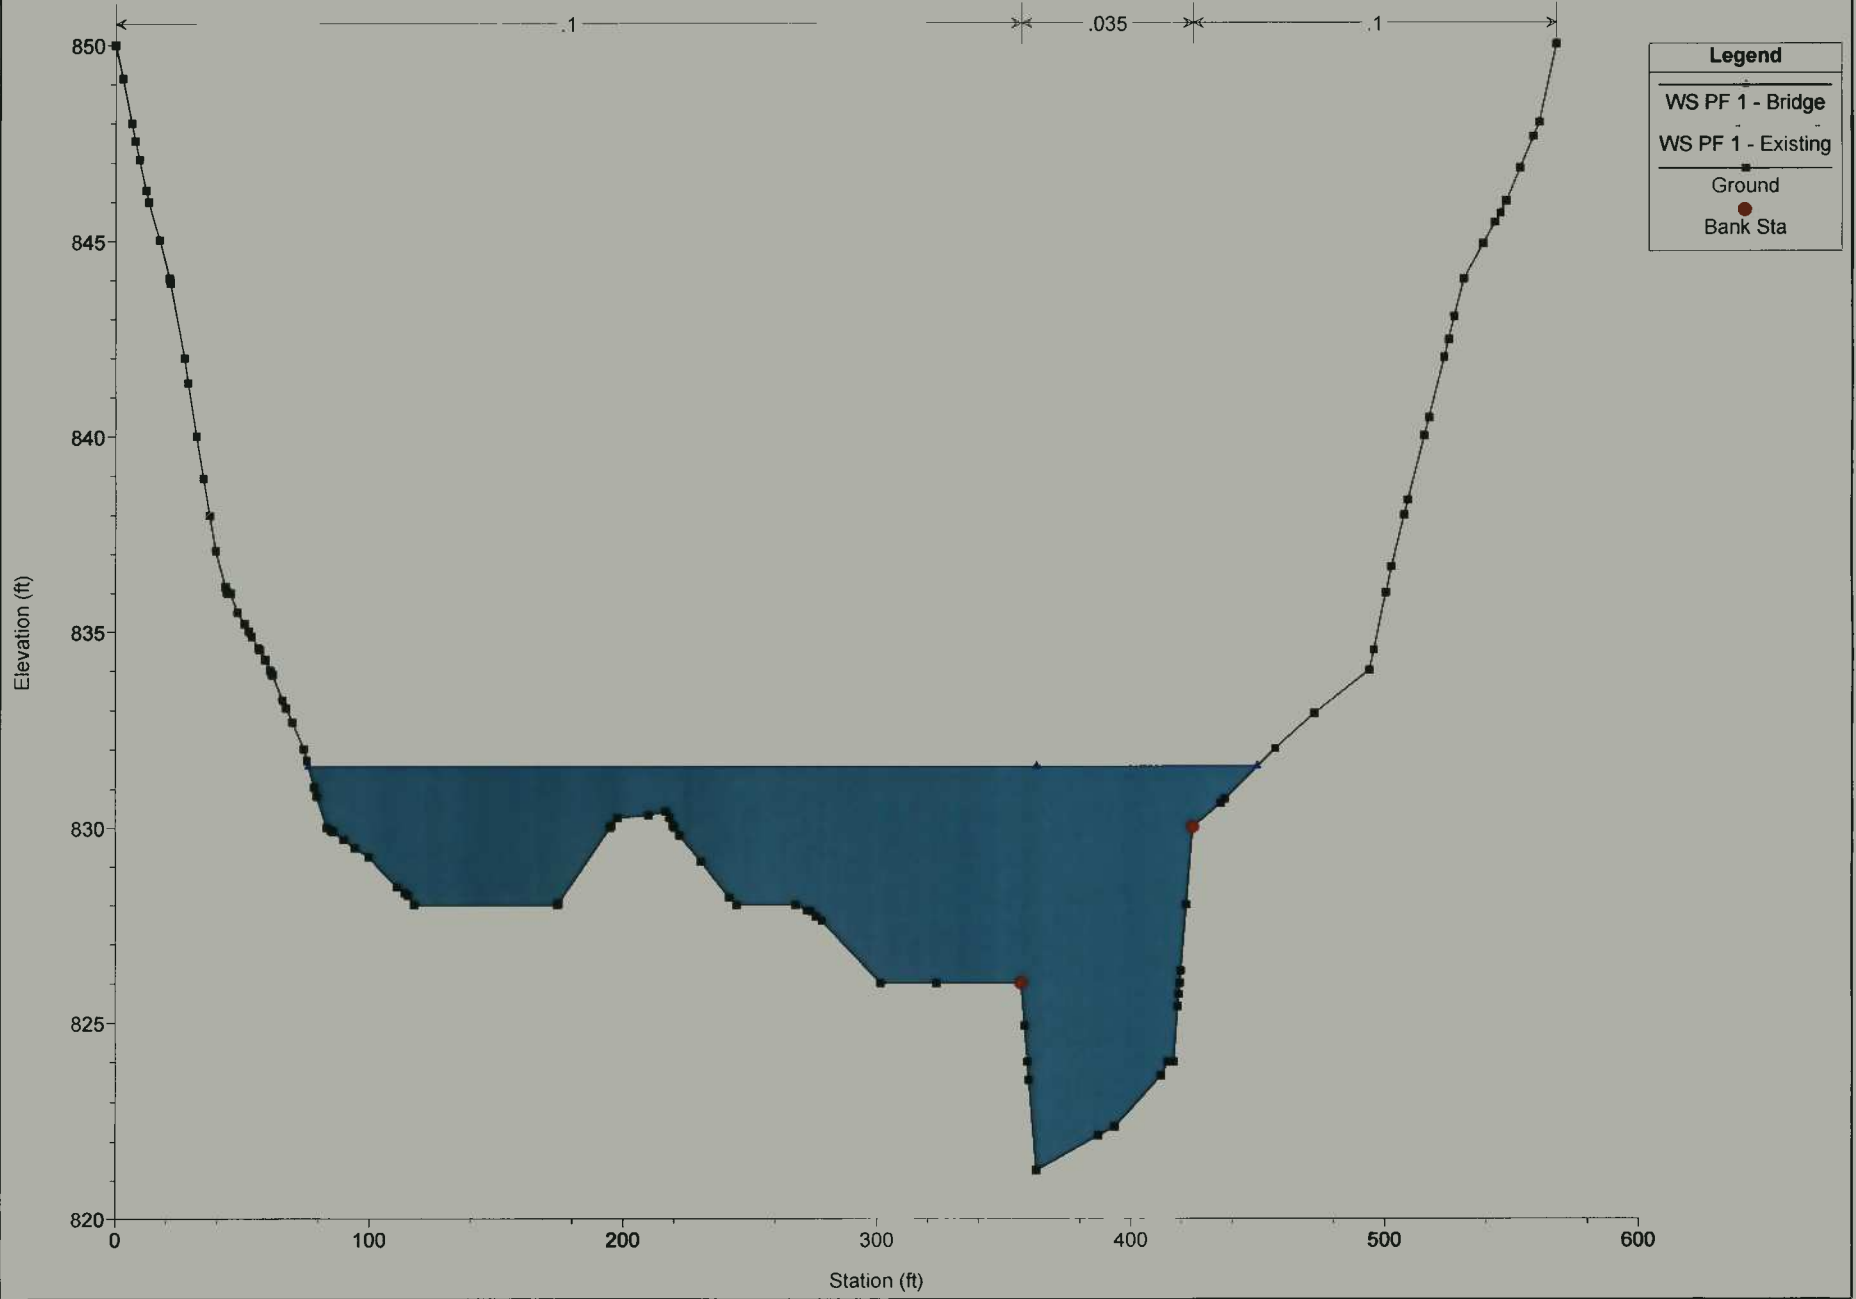 .1
.035
.1
Legend
WS PF 1 - Bridge
WS PF 1 - Existing
Ground
Bank Sta
850
845
840
835
830
825
820
Elevation (ft)
0
100
200
300
400
500
600
Station (ft)